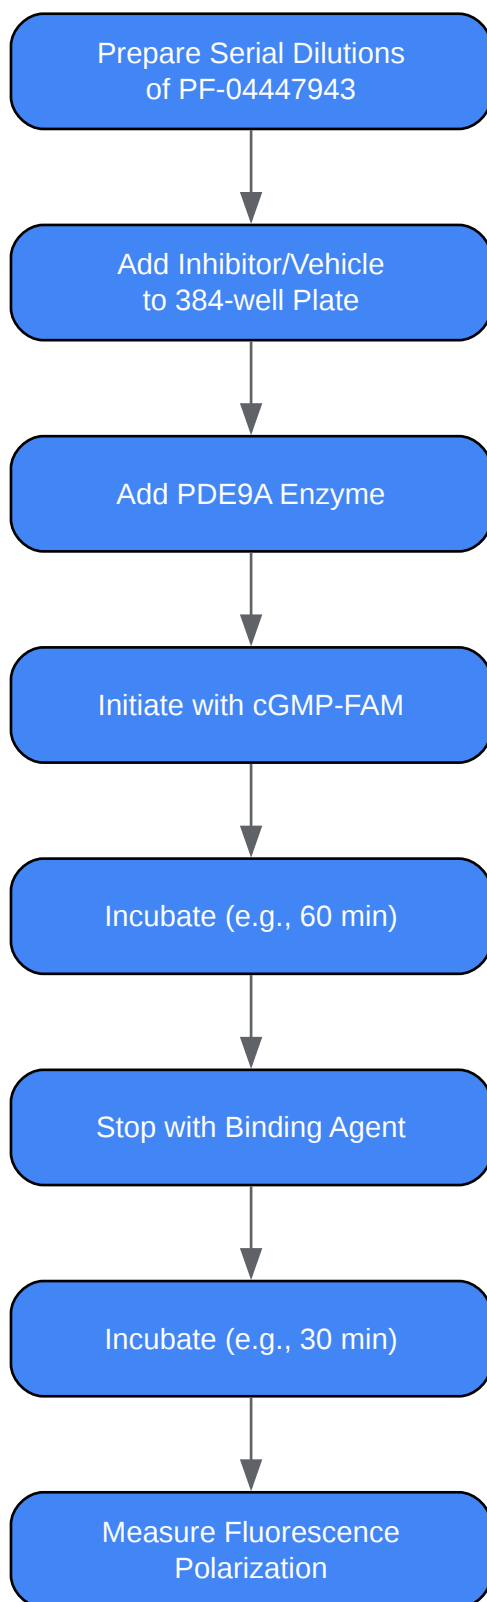 Prepare Serial Dilutions
of PF-04447943
Add Inhibitor/Vehicle
to 384-well Plate
Add PDE9A Enzyme
Initiate with cGMP-FAM
Incubate (e.g., 60 min)
Stop with Binding Agent
Incubate (e.g., 30 min)
Measure Fluorescence
Polarization